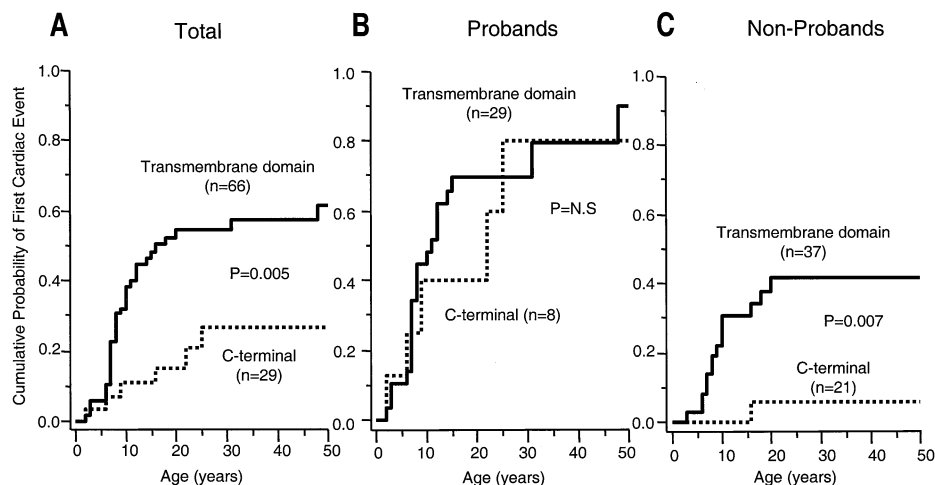 A
Total
B
Probands
C
Non-Probands
Cumulative Probability of First Cardiac Event
1.0
0.8
0.6
0.4
0.2
0.0
Transmembrane domain
(n=66)
P=0.005
C-terminal
(n=29)
0 10 20 30 40 50
Age (years)
1.0
0.8
0.6
0.4
0.2
0.0
Transmembrane domain
(n=29)
P=N.S
C-terminal (n=8)
0 10 20 30 40 50
Age (years)
1.0
0.8
0.6
0.4
0.2
0.0
Transmembrane domain
(n=37)
P=0.007
C-terminal
(n=21)
0 10 20 30 40 50
Age (years)